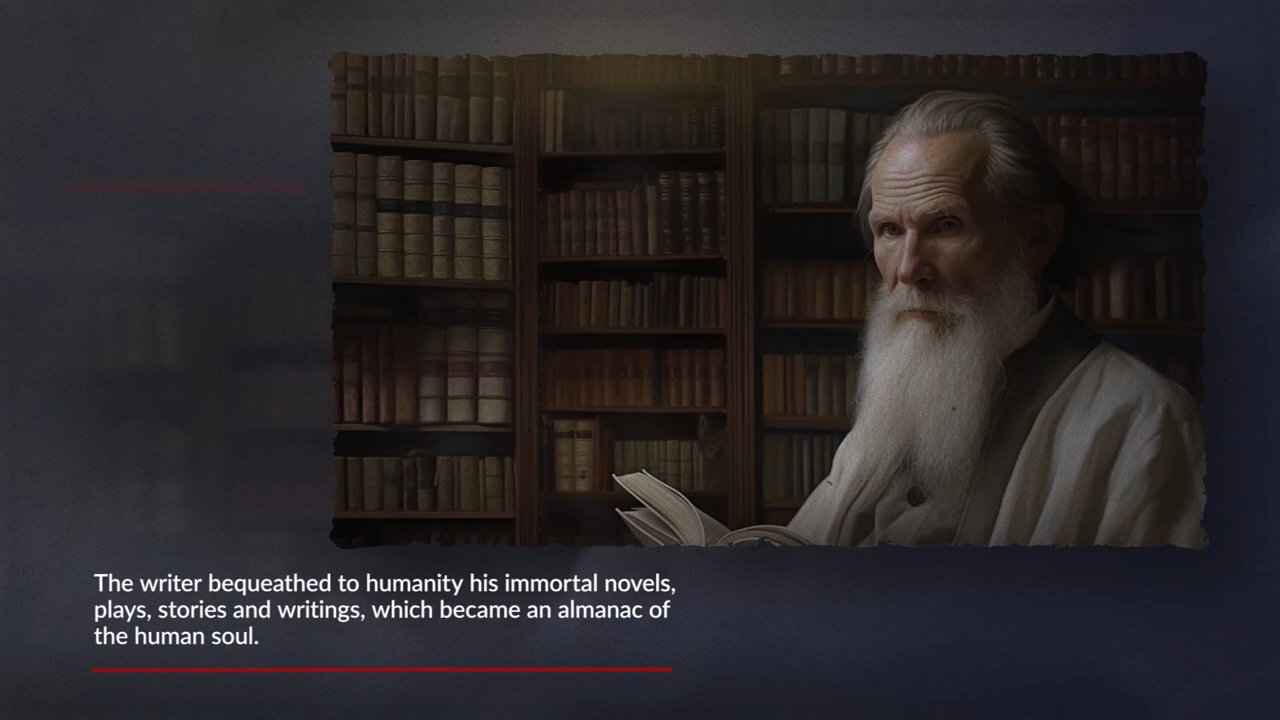 The writer bequeathed to humanity his immortal novels,
plays, stories and writings, which became an almanac of
the human soul.